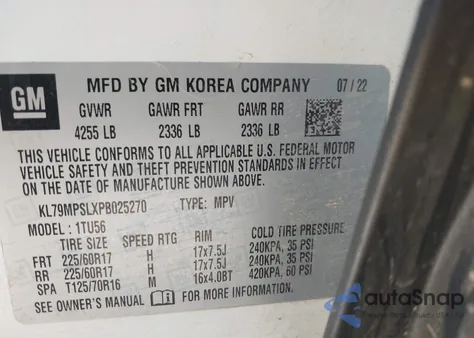 GM
MFD BY GM KOREA COMPANY 07/22
GVWR GAWR FRT GAWR RR
4255 LB 2336 LB 2336 LB
THIS VEHICLE CONFORMS TO ALL APPLICABLE U.S. FEDERAL MOTOR
VEHICLE SAFETY AND THEFT PREVENTION STANDARDS IN EFFECT ON
THE DATE OF MANUFACTURE SHOWN ABOVE.
KL79MPSLXPB025270 TYPE: MPV
MODEL: 1TU56
SPEED RTG RIM COLD TIRE PRESSURE
FRT 225/60R17 H 17x7.5J 240KPA, 35 PSI
RR 225/60R17 H 17x7.5J 240KPA, 35 PSI
SPA T125/70R16 M 16x4.0BT 420KPA, 60 PSI
SEE OWNER'S MANUAL FOR MORE INFORMATION.
autoSnap